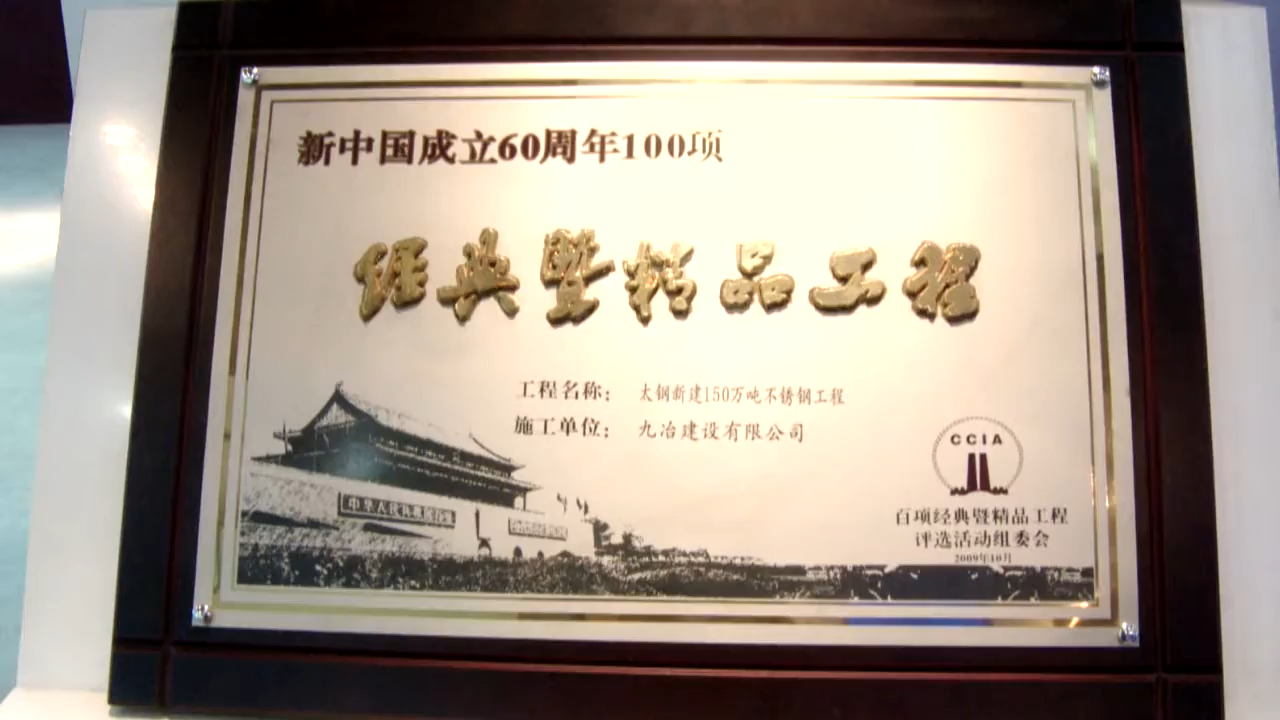 新中国成立60周年100项
经典暨精品工程
工程名称： 太钢新建150万吨不锈钢工程
施工单位： 九冶建设有限公司
CCIA
百项经典暨精品工程
评选活动组委会
2009年10月